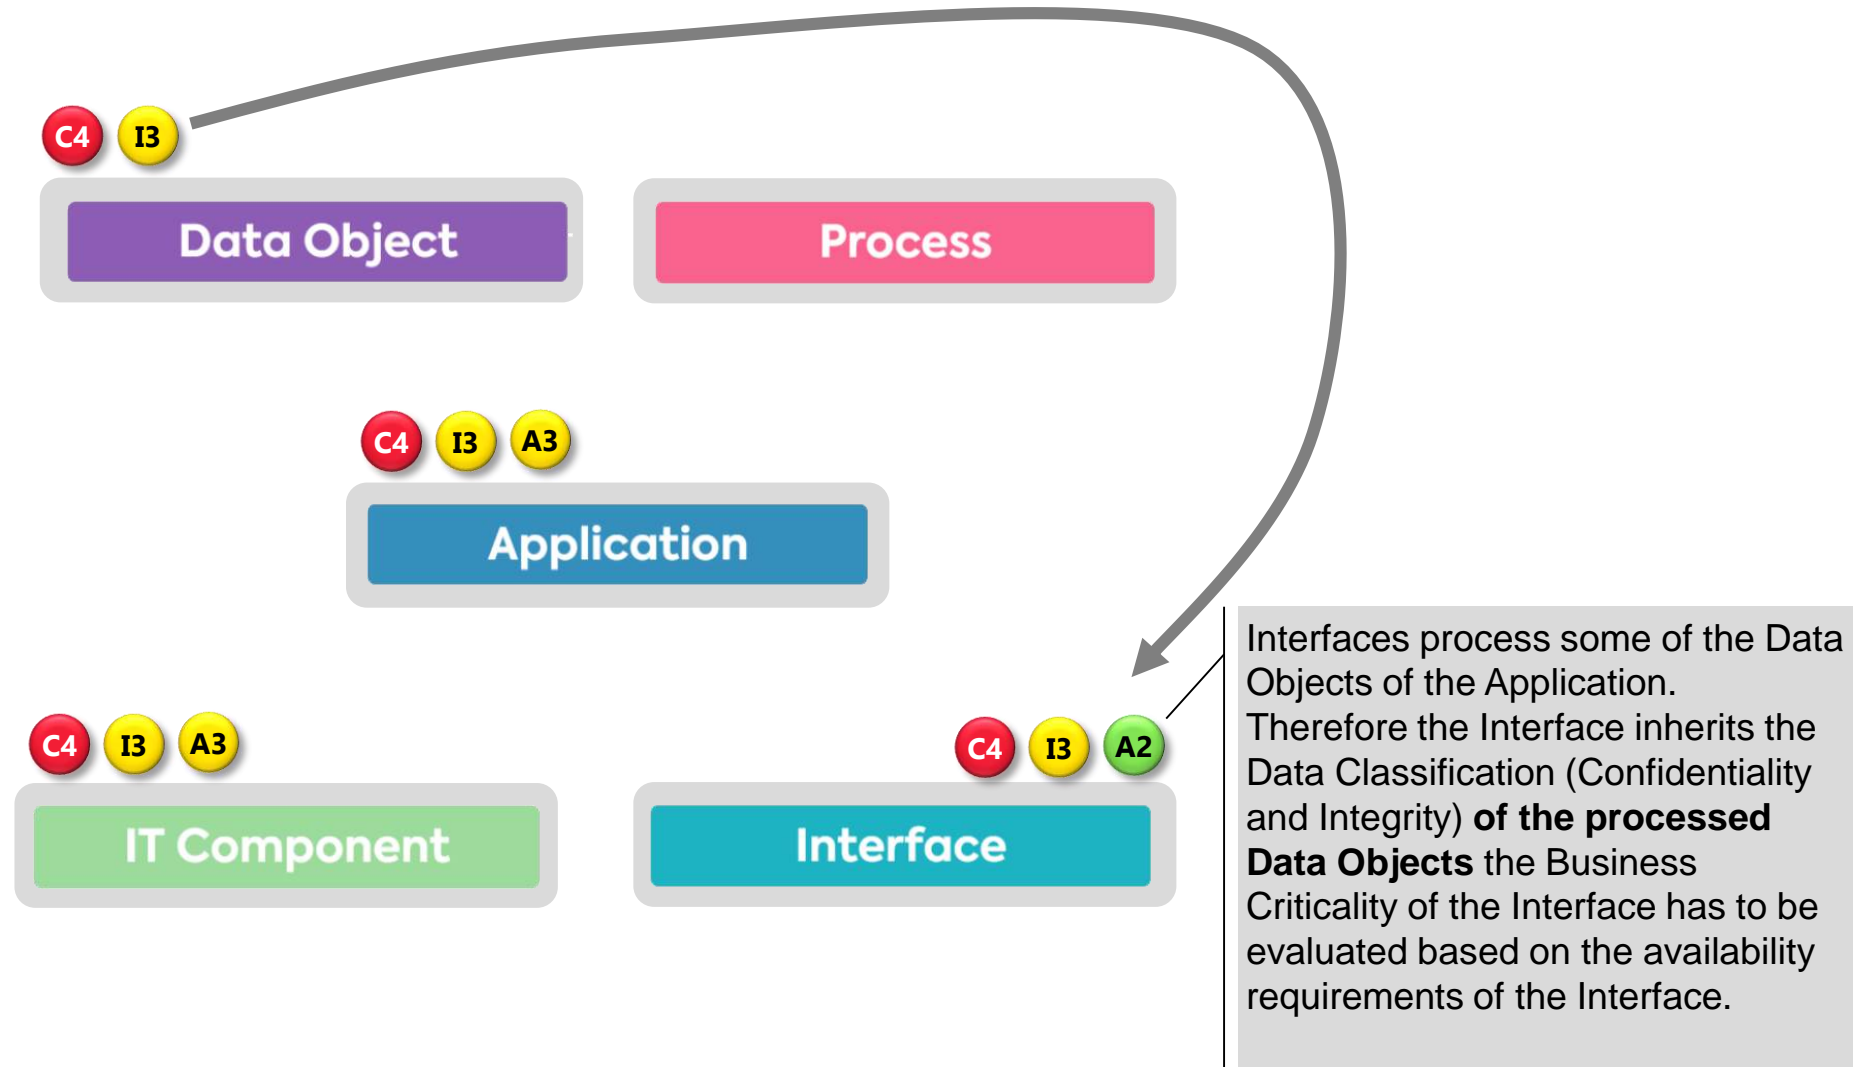 C4 I3
Data Object
Process
C4 I3 A3
Application
C4 I3 A3
IT Component
C4 I3 A2
Interface
Interfaces process some of the Data
Objects of the Application.
Therefore the Interface inherits the
Data Classification (Confidentiality
and Integrity) of the processed
Data Objects the Business
Criticality of the Interface has to be
evaluated based on the availability
requirements of the Interface.